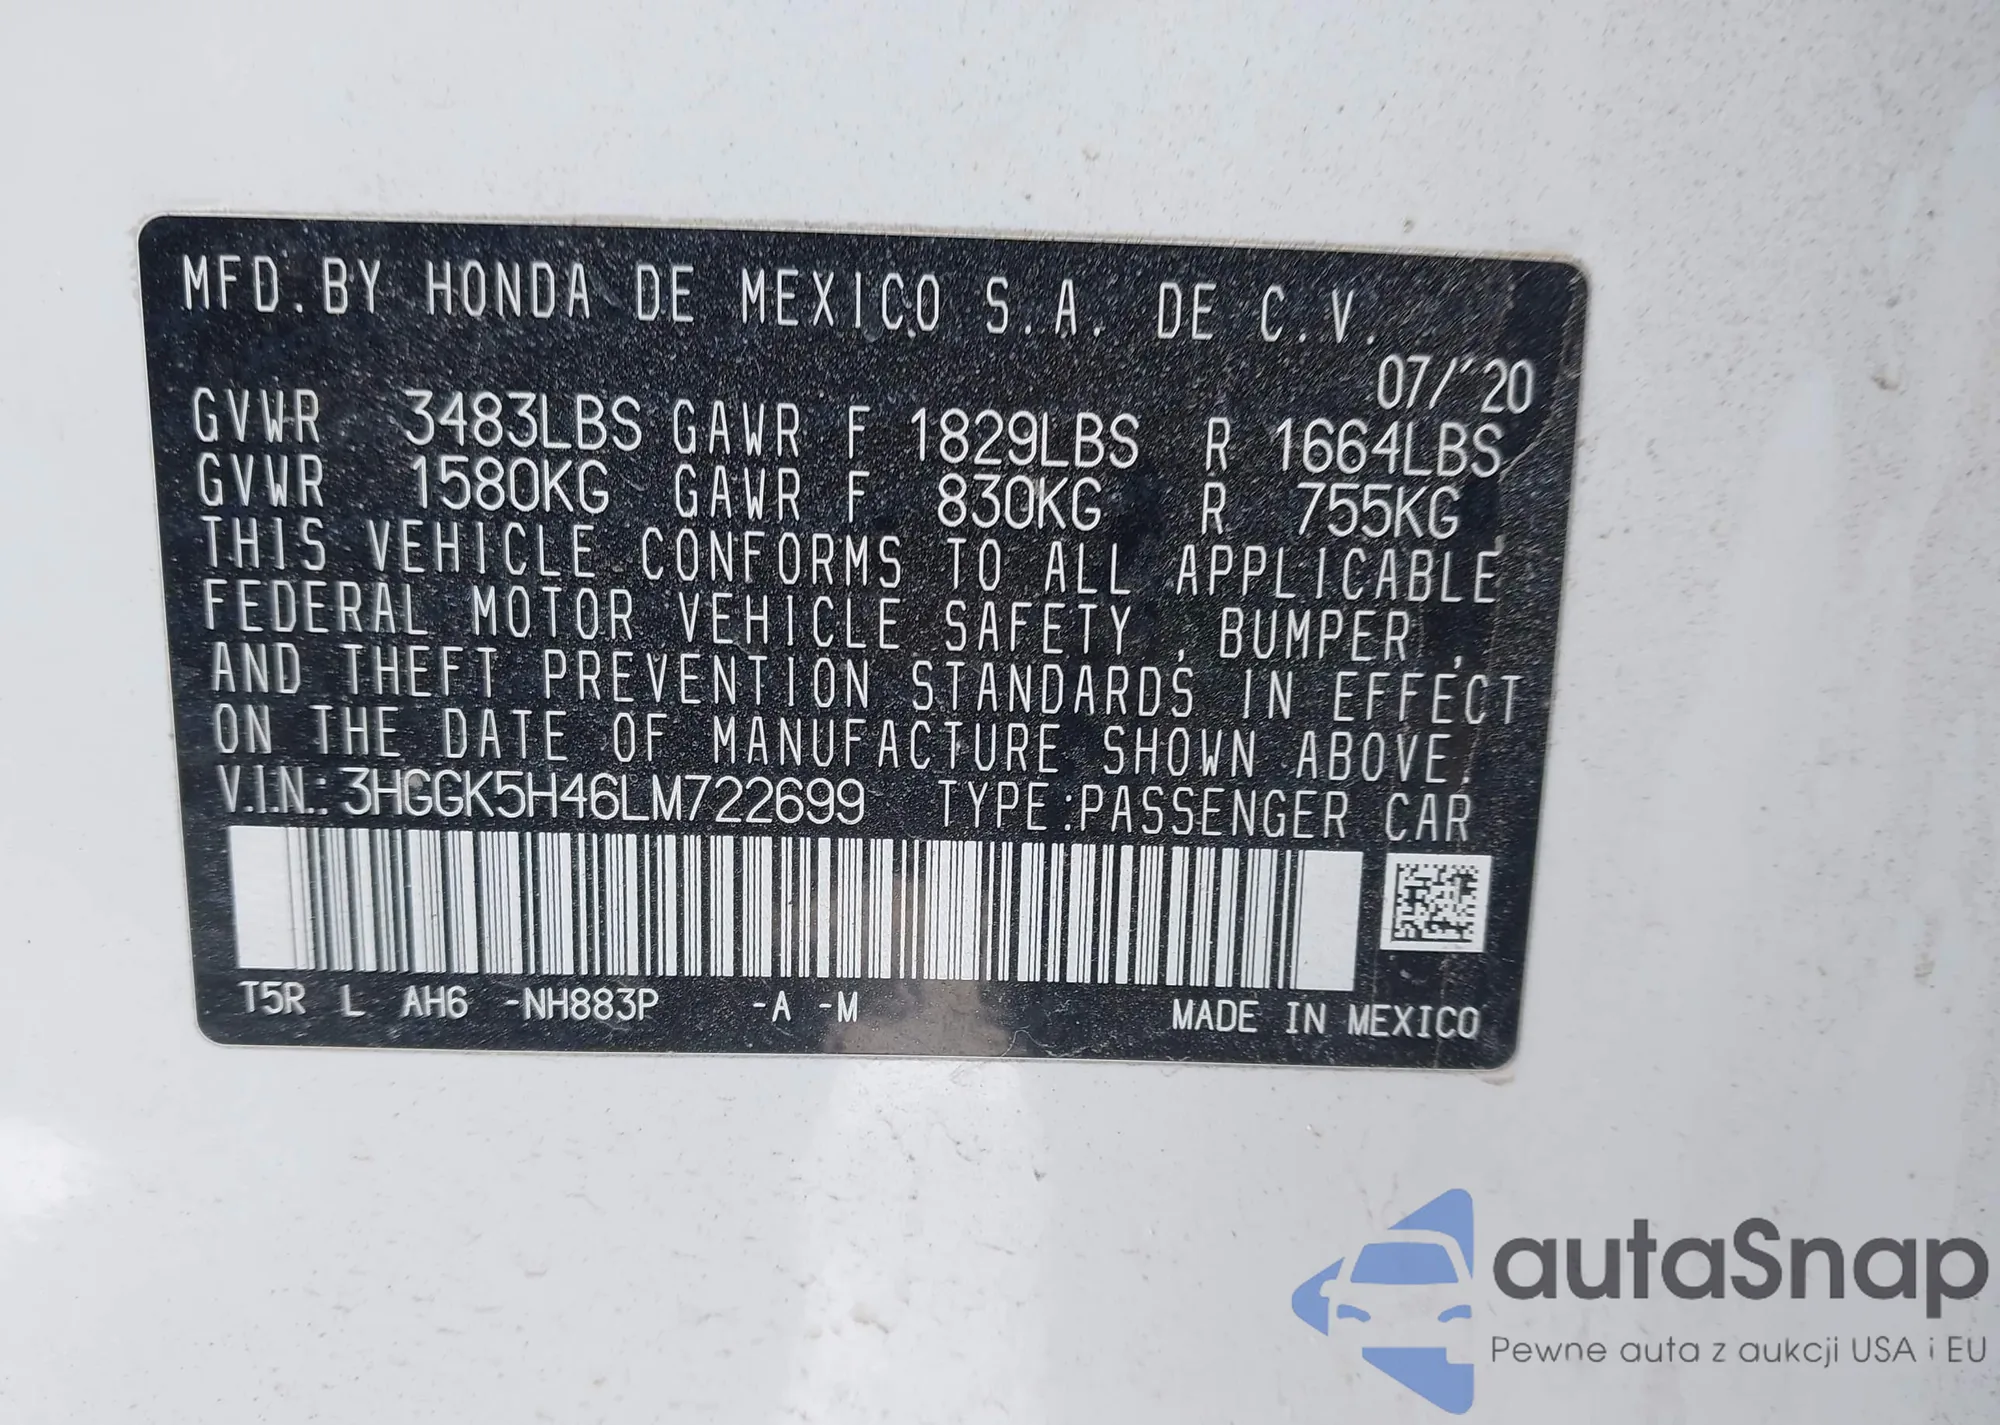 MFD. BY HONDA DE MEXICO S.A. DE C.V.
07/'20
GVWR 3483LBS GAWR F 1829LBS R 1664LBS
GVWR 1580KG GAWR F 830KG R 755KG
THIS VEHICLE CONFORMS TO ALL APPLICABLE
FEDERAL MOTOR VEHICLE SAFETY, BUMPER,
AND THEFT PREVENTION STANDARDS IN EFFECT
ON THE DATE OF MANUFACTURE SHOWN ABOVE.
V.I.N.: 3HGGK5H46LM722699 TYPE:PASSENGER CAR
T5R L AH6 -NH883P -A -M MADE IN MEXICO
autaSnap
Pewne auta z aukcji USA i EU